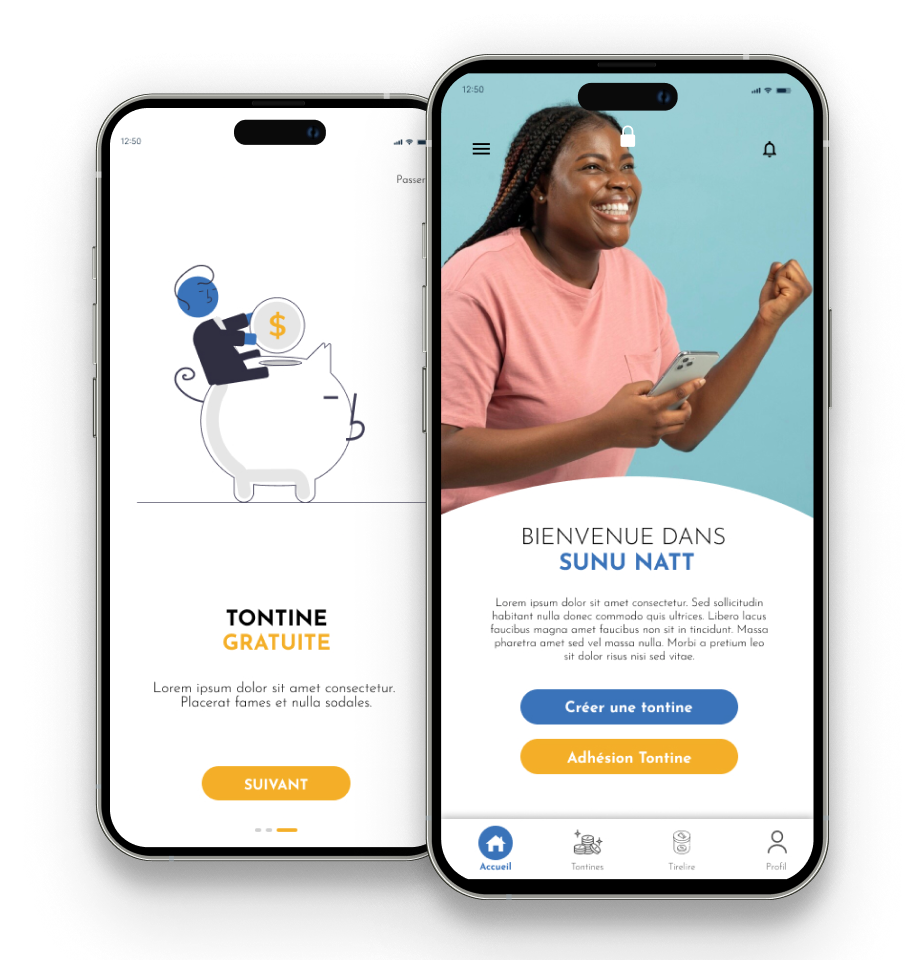 12:50
Passer
$
TONTINE
GRATUITE
Lorem ipsum dolor sit amet consectetur.
Placerat fames et nulla sodales.
SUIVANT
12:50
BIENVENUE DANS
SUNU NATT
Lorem ipsum dolor sit amet consectetur. Sed sollicitudin
habitant nulla donec commodo quis ultrices. Libero lacus
faucibus magna amet faucibus non sit in tincidunt. Massa
pharetra amet sed vel massa nulla. Morbi a pretium leo
sit dolor risus nisi sed vitae.
Créer une tontine
Adhésion Tontine
Accueil
Tontines
Tirelire
Profil